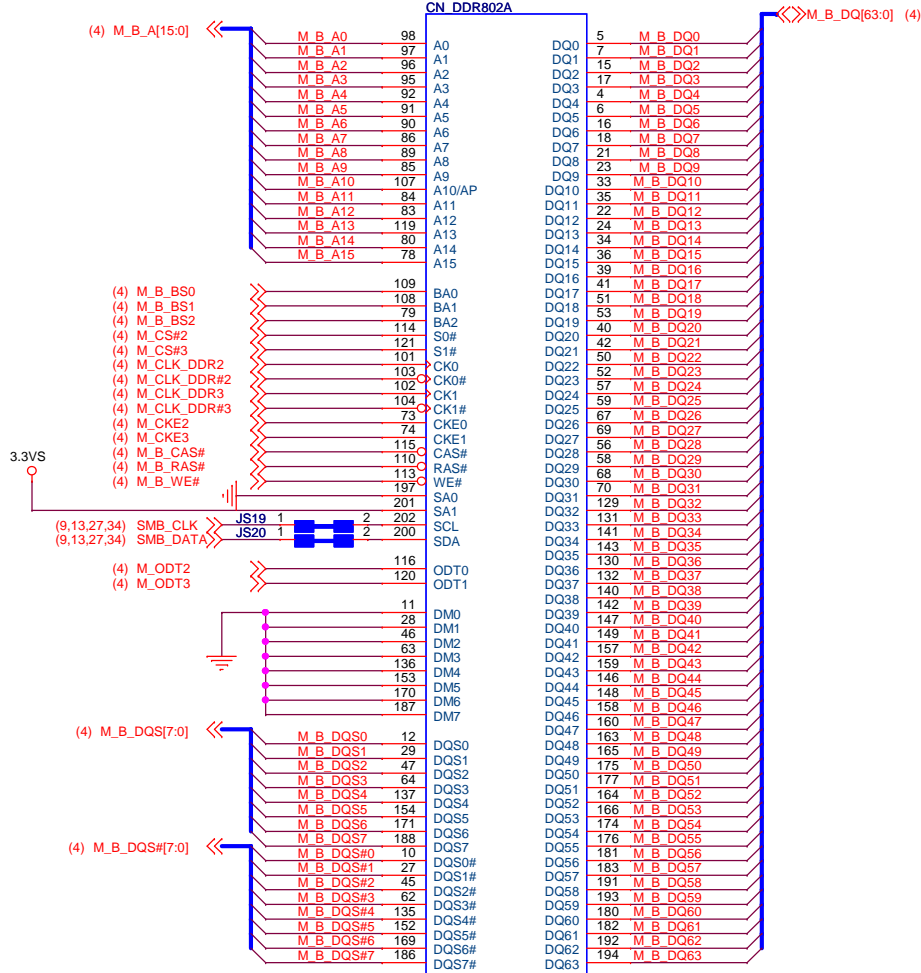 CN_DDR802A
(4) M_B_A[15:0] M_B_DQ[63:0] (4)
M_B_A0 98 A0 DQ0 5 M_B_DQ0
M_B_A1 97 A1 DQ1 7 M_B_DQ1
M_B_A2 96 A2 DQ2 15 M_B_DQ2
M_B_A3 95 A3 DQ3 17 M_B_DQ3
M_B_A4 92 A4 DQ4 4 M_B_DQ4
M_B_A5 91 A5 DQ5 6 M_B_DQ5
M_B_A6 90 A6 DQ6 16 M_B_DQ6
M_B_A7 86 A7 DQ7 18 M_B_DQ7
M_B_A8 89 A8 DQ8 21 M_B_DQ8
M_B_A9 85 A9 DQ9 23 M_B_DQ9
M_B_A10 107 A10/AP DQ10 33 M_B_DQ10
M_B_A11 84 A11 DQ11 35 M_B_DQ11
M_B_A12 83 A12 DQ12 22 M_B_DQ12
M_B_A13 119 A13 DQ13 24 M_B_DQ13
M_B_A14 80 A14 DQ14 34 M_B_DQ14
M_B_A15 78 A15 DQ15 36 M_B_DQ15
DQ16 39 M_B_DQ16
(4) M_B_BS0 109 BA0 DQ17 41 M_B_DQ17
(4) M_B_BS1 108 BA1 DQ18 51 M_B_DQ18
(4) M_B_BS2 79 BA2 DQ19 53 M_B_DQ19
(4) M_CS#2 114 S0# DQ20 40 M_B_DQ20
(4) M_CS#3 121 S1# DQ21 42 M_B_DQ21
(4) M_CLK_DDR2 101 CK0 DQ22 50 M_B_DQ22
(4) M_CLK_DDR#2 103 CK0# DQ23 52 M_B_DQ23
(4) M_CLK_DDR3 102 CK1 DQ24 57 M_B_DQ24
(4) M_CLK_DDR#3 104 CK1# DQ25 59 M_B_DQ25
(4) M_CKE2 73 CKE0 DQ26 67 M_B_DQ26
(4) M_CKE3 74 CKE1 DQ27 69 M_B_DQ27
(4) M_B_CAS# 115 CAS# DQ28 56 M_B_DQ28
3.3VS (4) M_B_RAS# 110 RAS# DQ29 58 M_B_DQ29
(4) M_B_WE# 113 WE# DQ30 68 M_B_DQ30
197 SA0 DQ31 70 M_B_DQ31
201 SA1 DQ32 129 M_B_DQ32
(9,13,27,34) SMB_CLK JS19 1 2 202 SCL DQ33 131 M_B_DQ33
(9,13,27,34) SMB_DATA JS20 1 2 200 SDA DQ34 141 M_B_DQ34
DQ35 143 M_B_DQ35
(4) M_ODT2 116 ODT0 DQ36 130 M_B_DQ36
(4) M_ODT3 120 ODT1 DQ37 132 M_B_DQ37
DQ38 140 M_B_DQ38
11 DM0 DQ39 142 M_B_DQ39
28 DM1 DQ40 147 M_B_DQ40
46 DM2 DQ41 149 M_B_DQ41
63 DM3 DQ42 157 M_B_DQ42
136 DM4 DQ43 159 M_B_DQ43
153 DM5 DQ44 146 M_B_DQ44
170 DM6 DQ45 148 M_B_DQ45
187 DM7 DQ46 158 M_B_DQ46
(4) M_B_DQS[7:0] DQ47 160 M_B_DQ47
M_B_DQS0 12 DQS0 DQ48 163 M_B_DQ48
M_B_DQS1 29 DQS1 DQ49 165 M_B_DQ49
M_B_DQS2 47 DQS2 DQ50 175 M_B_DQ50
M_B_DQS3 64 DQS3 DQ51 177 M_B_DQ51
M_B_DQS4 137 DQS4 DQ52 164 M_B_DQ52
M_B_DQS5 154 DQS5 DQ53 166 M_B_DQ53
M_B_DQS6 171 DQS6 DQ54 174 M_B_DQ54
M_B_DQS7 188 DQS7 DQ55 176 M_B_DQ55
(4) M_B_DQS#[7:0] M_B_DQS#0 10 DQS0# DQ56 181 M_B_DQ56
M_B_DQS#1 27 DQS1# DQ57 183 M_B_DQ57
M_B_DQS#2 45 DQS2# DQ58 191 M_B_DQ58
M_B_DQS#3 62 DQS3# DQ59 193 M_B_DQ59
M_B_DQS#4 135 DQS4# DQ60 180 M_B_DQ60
M_B_DQS#5 152 DQS5# DQ61 182 M_B_DQ61
M_B_DQS#6 169 DQS6# DQ62 192 M_B_DQ62
M_B_DQS#7 186 DQS7# DQ63 194 M_B_DQ63